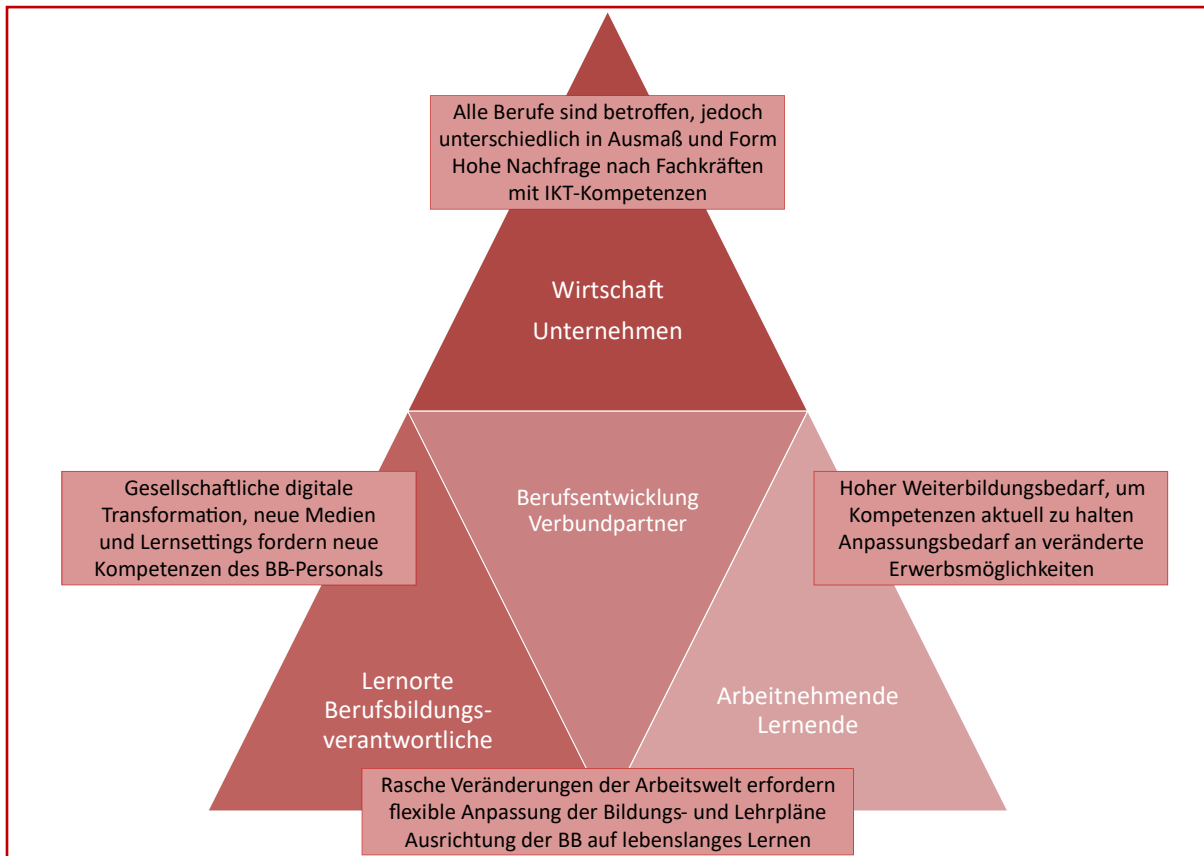 Alle Berufe sind betroffen, jedoch
unterschiedlich in Ausmaß und Form
Hohe Nachfrage nach Fachkräften
mit IKT-Kompetenzen
Wirtschaft
Unternehmen
Gesellschaftliche digitale
Transformation, neue Medien
und Lernsettings fordern neue
Kompetenzen des BB-Personals
Berufsentwicklung
Verbundpartner
Hoher Weiterbildungsbedarf, um
Kompetenzen aktuell zu halten
Anpassungsbedarf an veränderte
Erwerbsmöglichkeiten
Lernorte
Berufsbildungs-
verantwortliche
Arbeitnehmende
Lernende
Rasche Veränderungen der Arbeitswelt erfordern
flexible Anpassung der Bildungs- und Lehrpläne
Ausrichtung der BB auf lebenslanges Lernen